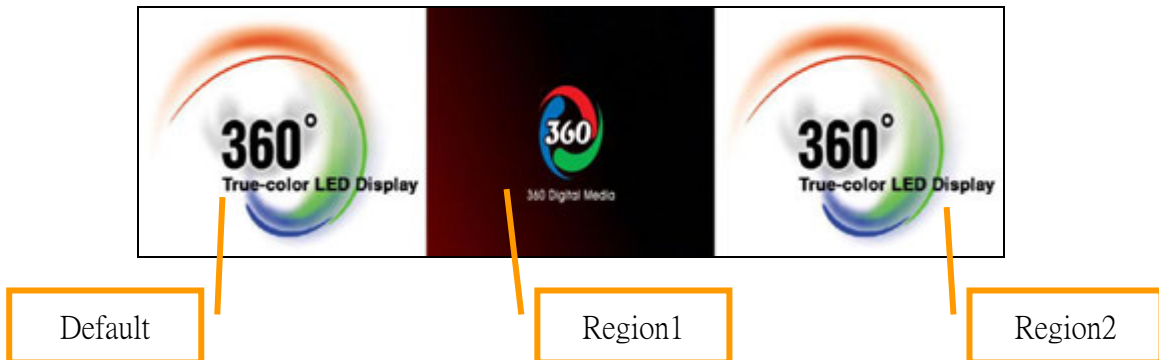 360°
True-color LED Display
360
360 Digital Media
360°
True-color LED Display
Default
Region1
Region2